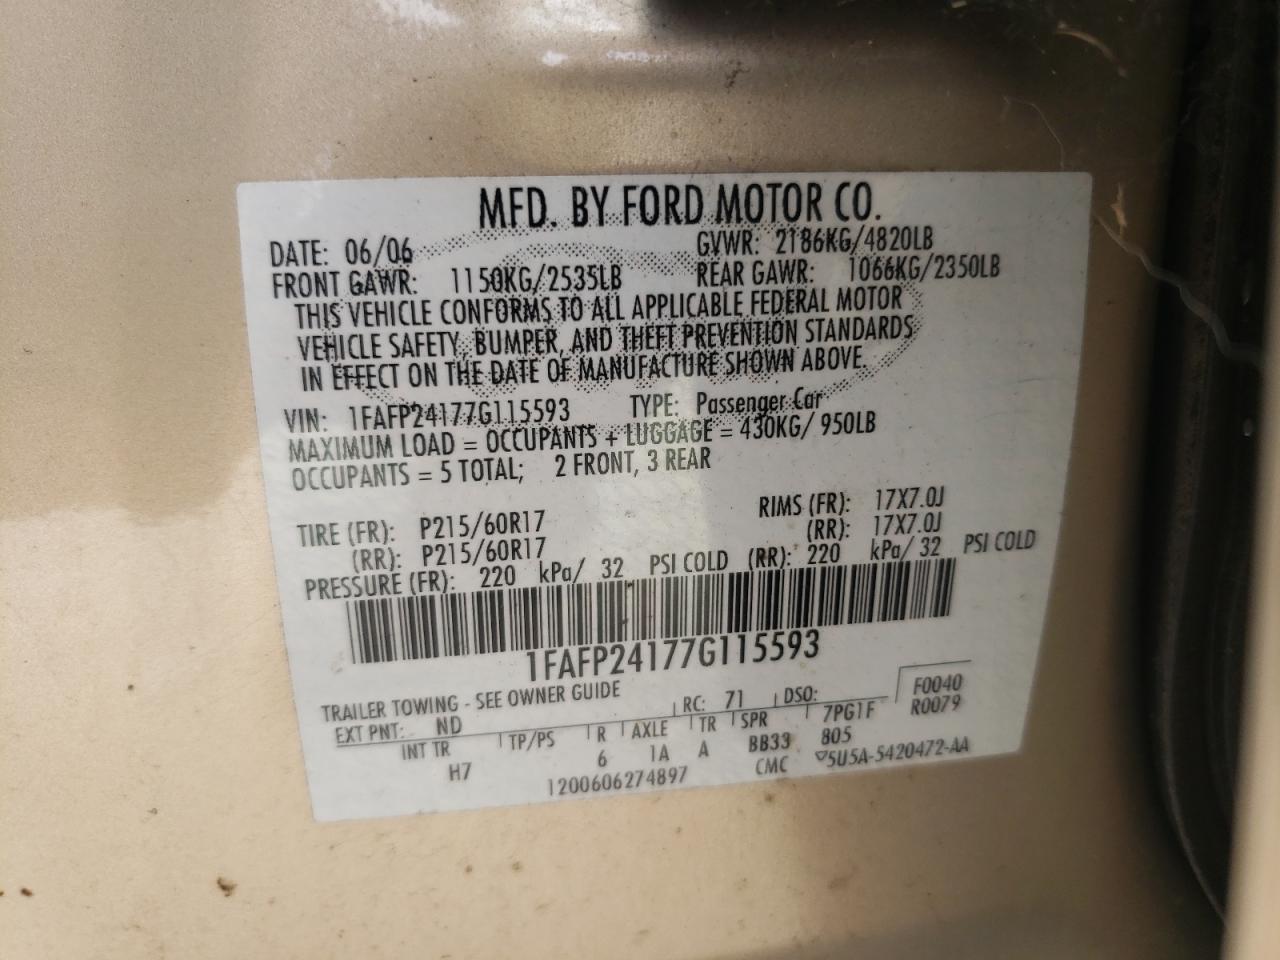 MFD. BY FORD MOTOR CO.
DATE: 06/06 GVWR: 2186KG/4820LB
FRONT GAWR: 1150KG/2535LB REAR GAWR: 1066KG/2350LB
THIS VEHICLE CONFORMS TO ALL APPLICABLE FEDERAL MOTOR
VEHICLE SAFETY, BUMPER, AND THEFT PREVENTION STANDARDS
IN EFFECT ON THE DATE OF MANUFACTURE SHOWN ABOVE.
VIN: 1FAFP24177G115593 TYPE: Passenger Car
MAXIMUM LOAD = OCCUPANTS + LUGGAGE = 430KG/ 950LB
OCCUPANTS = 5 TOTAL; 2 FRONT, 3 REAR
TIRE (FR): P215/60R17 RIMS (FR): 17X7.0J
(RR): P215/60R17 (RR): 17X7.0J
PRESSURE (FR): 220 kPa/ 32 PSI COLD (RR): 220 kPa/ 32 PSI COLD
1FAFP24177G115593
TRAILER TOWING - SEE OWNER GUIDE
EXT PNT: ND RC: 71 DSO: F0040
INT TR TP/PS R AXLE TR SPR 7PG1F R0079
H7 6 1A A BB33 805
1200606274897 CMC ▽5U5A-5420472-AA